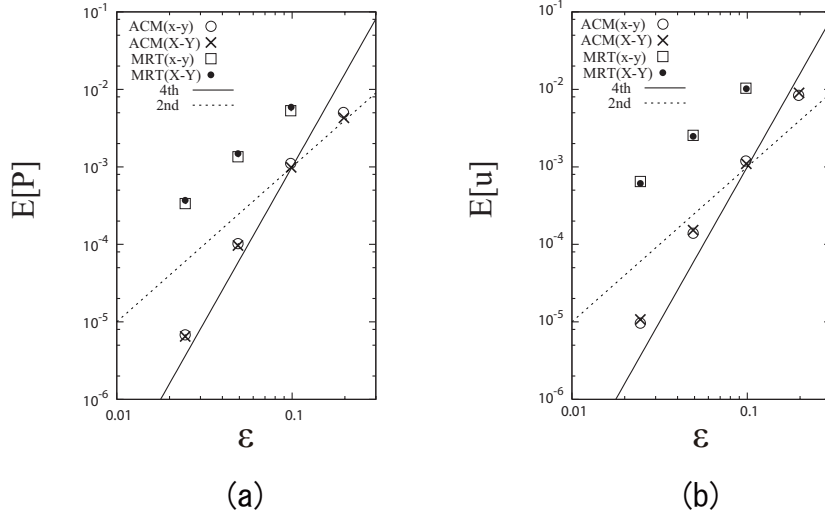 10^-1
10^-2
10^-3
10^-4
10^-5
10^-6
E[P]
ACM(x-y)
ACM(X-Y)
MRT(x-y)
MRT(X-Y)
4th
2nd
0.01
0.1
ε
(a)
10^-1
10^-2
10^-3
10^-4
10^-5
10^-6
E[u]
ACM(x-y)
ACM(X-Y)
MRT(x-y)
MRT(X-Y)
4th
2nd
0.01
0.1
ε
(b)